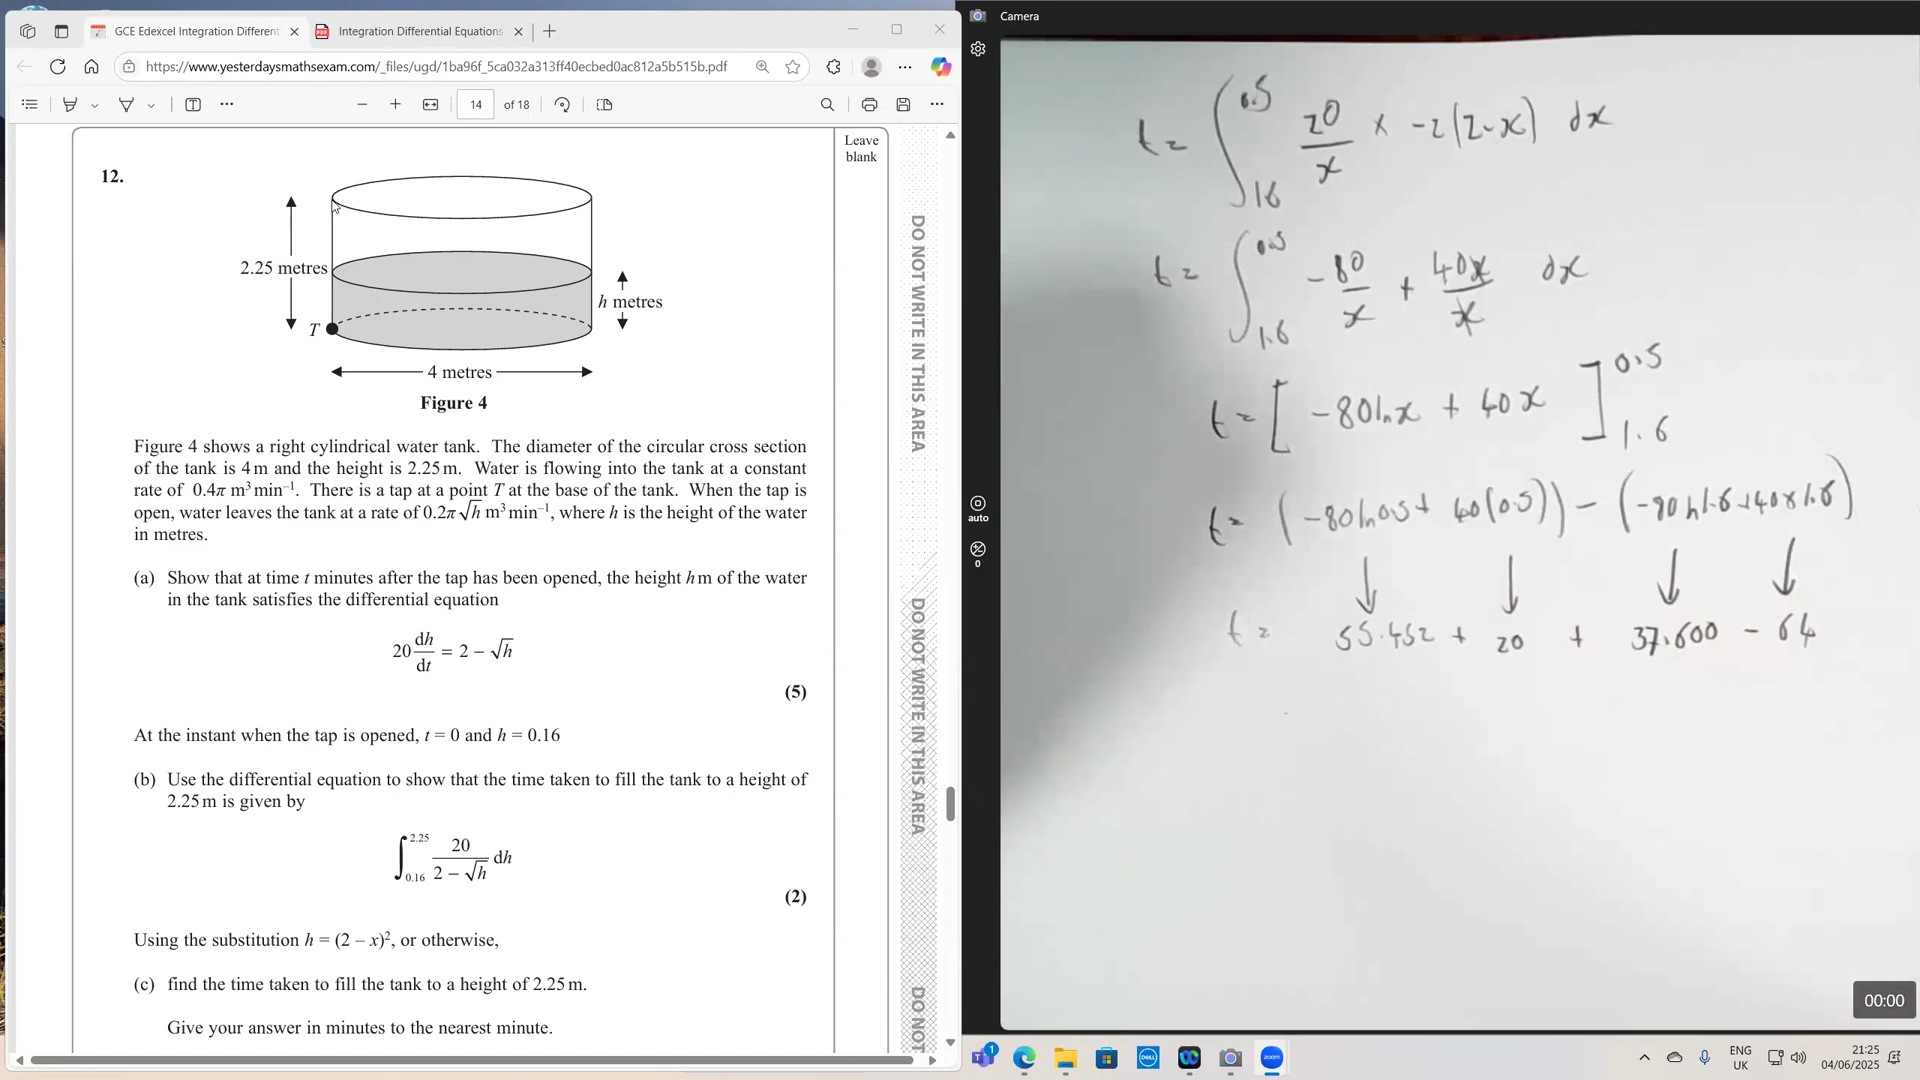 GCE Edexcel Integration Different
Integration Differential Equations
https://www.yesterdaysmathsexam.com/_files/ugd/1ba96f_5ca032a313ff40ecbed0ac812a5b515b.pdf
14 of 18
Leave
blank
12.
2.25 metres
h metres
T
4 metres
Figure 4
Figure 4 shows a right cylindrical water tank. The diameter of the circular cross section
of the tank is 4 m and the height is 2.25 m. Water is flowing into the tank at a constant
rate of 0.4π m³ min⁻¹. There is a tap at a point T at the base of the tank. When the tap is
open, water leaves the tank at a rate of 0.2π√h m³ min⁻¹, where h is the height of the water
in metres.
(a) Show that at time t minutes after the tap has been opened, the height h m of the water
in the tank satisfies the differential equation
20 dh/dt = 2 – √h
(5)
At the instant when the tap is opened, t = 0 and h = 0.16
(b) Use the differential equation to show that the time taken to fill the tank to a height of
2.25 m is given by
∫_0.16^2.25 20/(2 – √h) dh
(2)
Using the substitution h = (2 – x)², or otherwise,
(c) find the time taken to fill the tank to a height of 2.25 m.
Give your answer in minutes to the nearest minute.
DO NOT WRITE IN THIS AREA
DO NOT WRITE IN THIS AREA
DO NOT
Camera
auto
0
t = ∫_16^0.5 20/x × -2(2-x) dx
t = ∫_1.6^0.5 -80/x + 40x/x dx
t = [ -80lnx + 40x ]_1.6^0.5
t = (-80ln0.5 + 40(0.5)) - (-80ln1.6+40×1.6)
t = 55.452 + 20 + 37.600 - 64
00:00
1
DELL
zoom
ENG
UK
21:25
04/06/2025